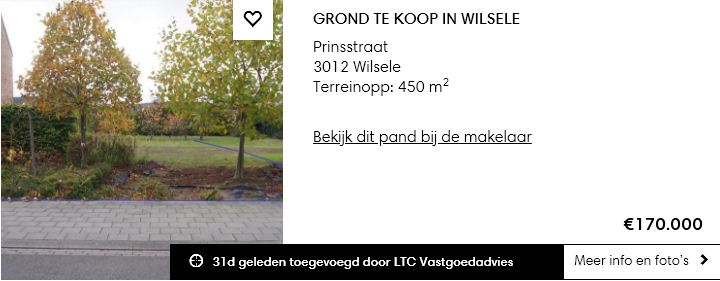 GROND TE KOOP IN WILSELE
Prinsstraat
3012 Wilsele
Terreinopp: 450 m²
Bekijk dit pand bij de makelaar
€170.000
31d geleden toegevoegd door LTC Vastgoedadvies
Meer info en foto's